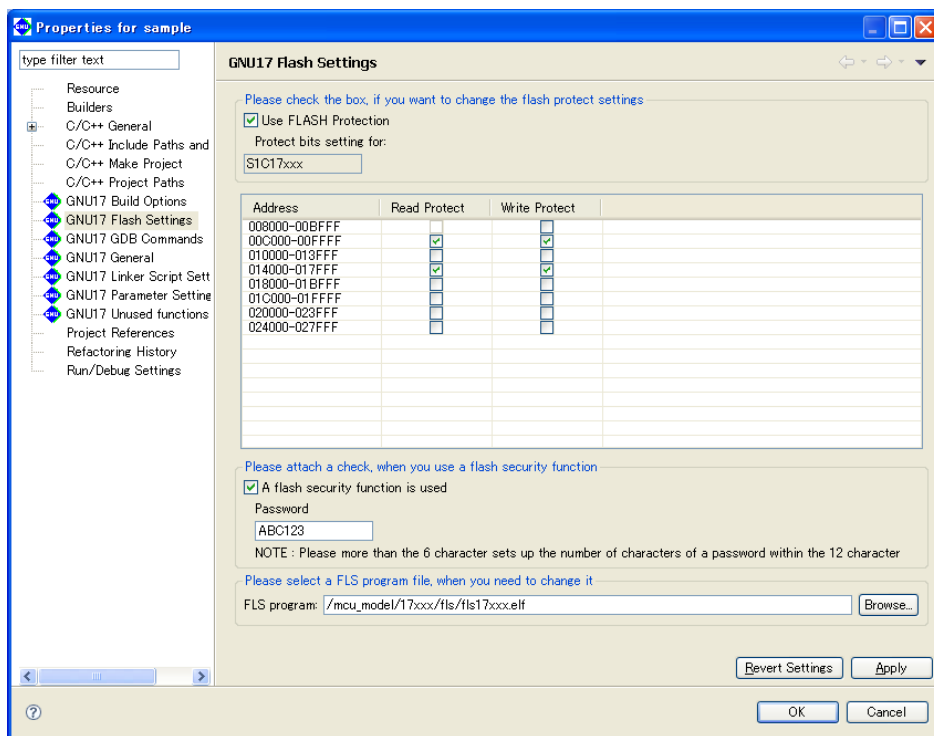 Properties for sample
type filter text
Resource
Builders
C/C++ General
C/C++ Include Paths and
C/C++ Make Project
C/C++ Project Paths
GNU17 Build Options
GNU17 Flash Settings
GNU17 GDB Commands
GNU17 General
GNU17 Linker Script Sett
GNU17 Parameter Setting
GNU17 Unused functions
Project References
Refactoring History
Run/Debug Settings
GNU17 Flash Settings
Please check the box, if you want to change the flash protect settings
Use FLASH Protection
Protect bits setting for:
S1C17xxx
Address Read Protect Write Protect
008000-00BFFF
00C000-00FFFF
010000-013FFF
014000-017FFF
018000-01BFFF
01C000-01FFFF
020000-023FFF
024000-027FFF
Please attach a check, when you use a flash security function
A flash security function is used
Password
ABC123
NOTE : Please more than the 6 character sets up the number of characters of a password within the 12 character
Please select a FLS program file, when you need to change it
FLS program: /mcu_model/17xxx/fls/fls17xxx.elf Browse...
Revert Settings Apply
OK Cancel